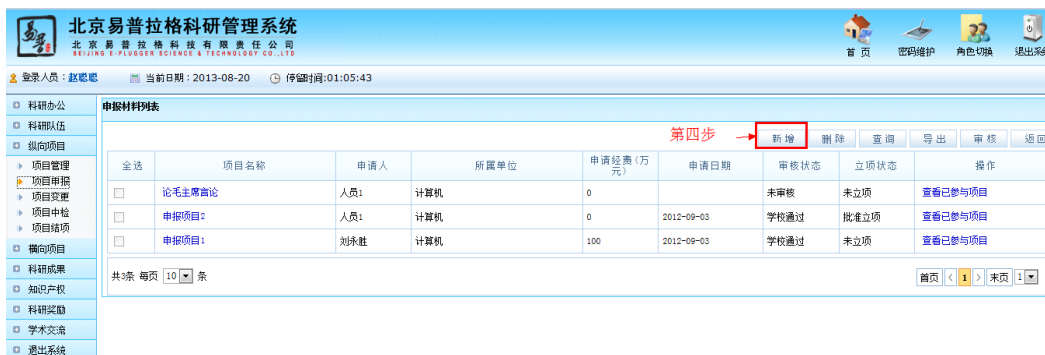 北京易普拉格科研管理系统
北京易普拉格科技有限责任公司
BEIJING E-PLUGGER SCIENCE & TECHNOLOGY CO.,LTD
首页 密码维护 角色切换 退出系
登录人员：赵聪聪 当前日期：2013-08-20 停留时间:01:05:43
科研办公
科研队伍
纵向项目
项目管理
项目申报
项目变更
项目中检
项目结项
横向项目
科研成果
知识产权
科研奖励
学术交流
退出系统
申报材料列表
第四步 新增 删除 查询 导出 审核 返回
全选 项目名称 申请人 所属单位 申请经费(万元) 申请日期 审核状态 立项状态 操作
论毛主席言论 人员1 计算机 0 未审核 未立项 查看已参与项目
申报项目2 人员1 计算机 0 2012-09-03 学校通过 批准立项 查看已参与项目
申报项目1 刘永胜 计算机 100 2012-09-03 学校通过 未立项 查看已参与项目
共3条 每页 10 条 首页 < 1 > 末页 1